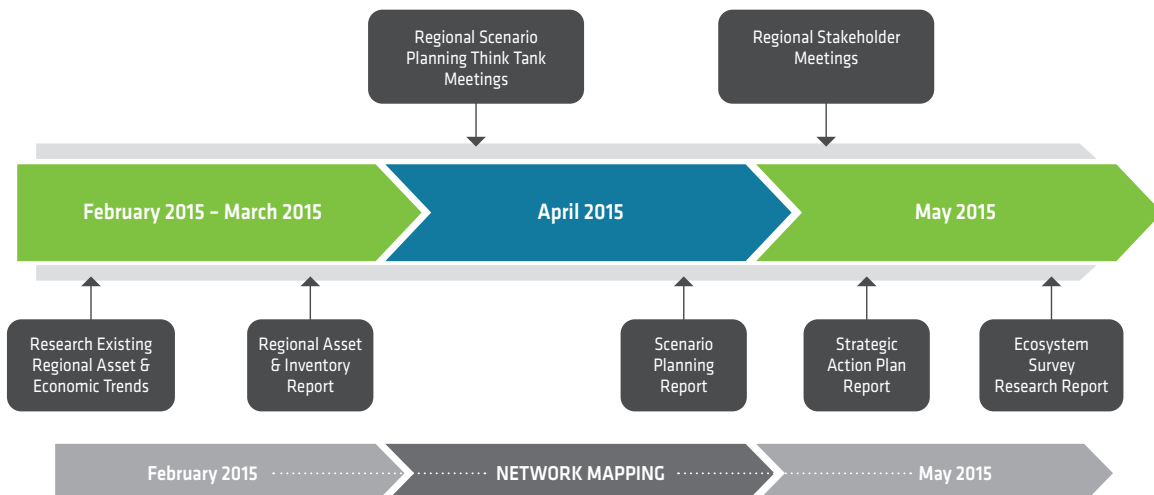 Regional Scenario
Planning Think Tank
Meetings
Regional Stakeholder
Meetings
February 2015 – March 2015
April 2015
May 2015
Research Existing
Regional Asset &
Economic Trends
Regional Asset
& Inventory
Report
Scenario
Planning
Report
Strategic
Action Plan
Report
Ecosystem
Survey
Research Report
February 2015
NETWORK MAPPING
May 2015